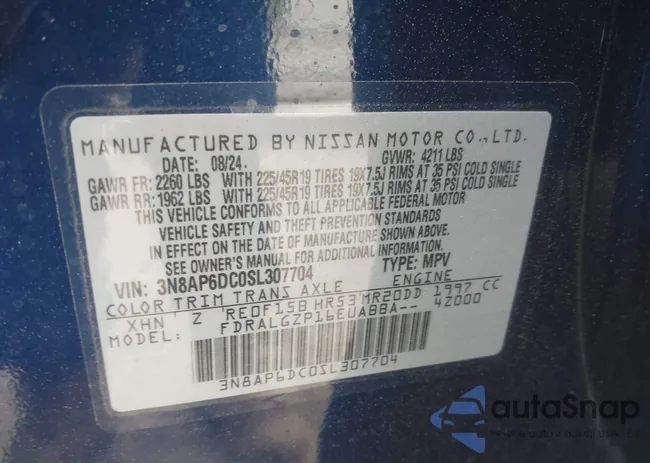 MANUFACTURED BY NISSAN MOTOR CO.,LTD.
DATE: 08/24. GVWR: 4211 LBS
GAWR FR: 2260 LBS WITH 225/45R19 TIRES 19X7.5J RIMS AT 35 PSI COLD SINGLE
GAWR RR: 1962 LBS WITH 225/45R19 TIRES 19X7.5J RIMS AT 35 PSI COLD SINGLE
THIS VEHICLE CONFORMS TO ALL APPLICABLE FEDERAL MOTOR
VEHICLE SAFETY AND THEFT PREVENTION STANDARDS
IN EFFECT ON THE DATE OF MANUFACTURE SHOWN ABOVE.
SEE OWNER'S MANUAL FOR ADDITIONAL INFORMATION.
VIN: 3N8AP6DC0SL307704 TYPE: MPV
COLOR TRIM TRANS AXLE ENGINE
XHN Z RE0F15B HR53 MR20DD 1997 CC
MODEL: FDRALGZP16EUABBA-- 4Z000
3N8AP6DC0SL307704
autoSnap